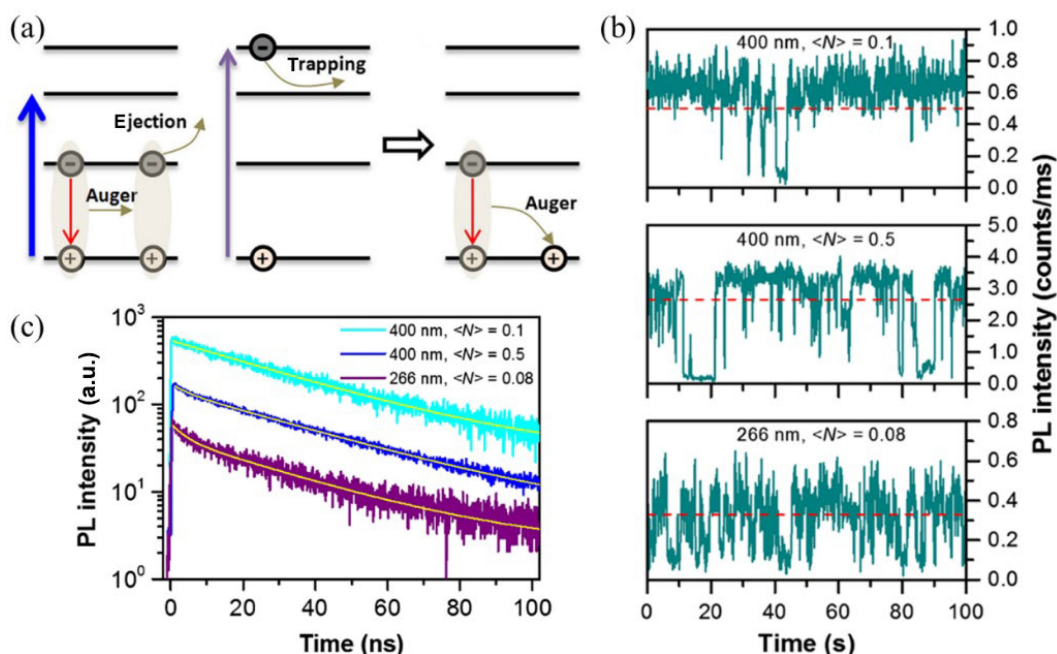 (a)
Trapping
Ejection
Auger
Auger
- - - -
+ + + + +
(b)
400 nm, <N> = 0.1
1.0
0.8
0.6
0.4
0.2
0.0
400 nm, <N> = 0.5
5.0
4.0
3.0
2.0
1.0
0.0
266 nm, <N> = 0.08
0.8
0.6
0.4
0.2
0.0
0 20 40 60 80 100
Time (s)
PL intensity (counts/ms)
(c)
10³
10²
10¹
10⁰
400 nm, <N> = 0.1
400 nm, <N> = 0.5
266 nm, <N> = 0.08
0 20 40 60 80 100
Time (ns)
PL intensity (a.u.)